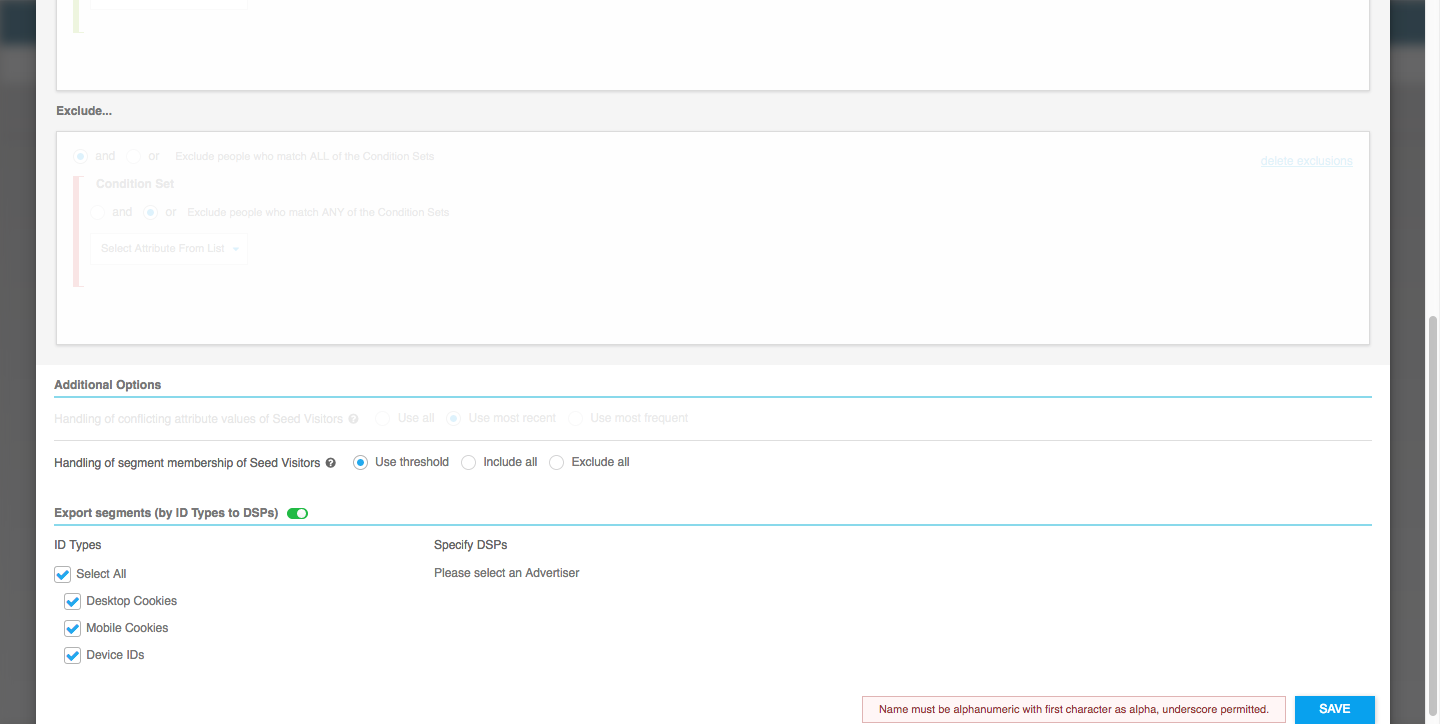 Exclude...
and or Exclude people who match ALL of the Condition Sets delete exclusions
Condition Set
and or Exclude people who match ANY of the Condition Sets
Select Attribute From List
Additional Options
Handling of conflicting attribute values of Seed Visitors ? Use all Use most recent Use most frequent
Handling of segment membership of Seed Visitors ? Use threshold Include all Exclude all
Export segments (by ID Types to DSPs)
ID Types Specify DSPs
Select All Please select an Advertiser
Desktop Cookies
Mobile Cookies
Device IDs
Name must be alphanumeric with first character as alpha, underscore permitted. SAVE